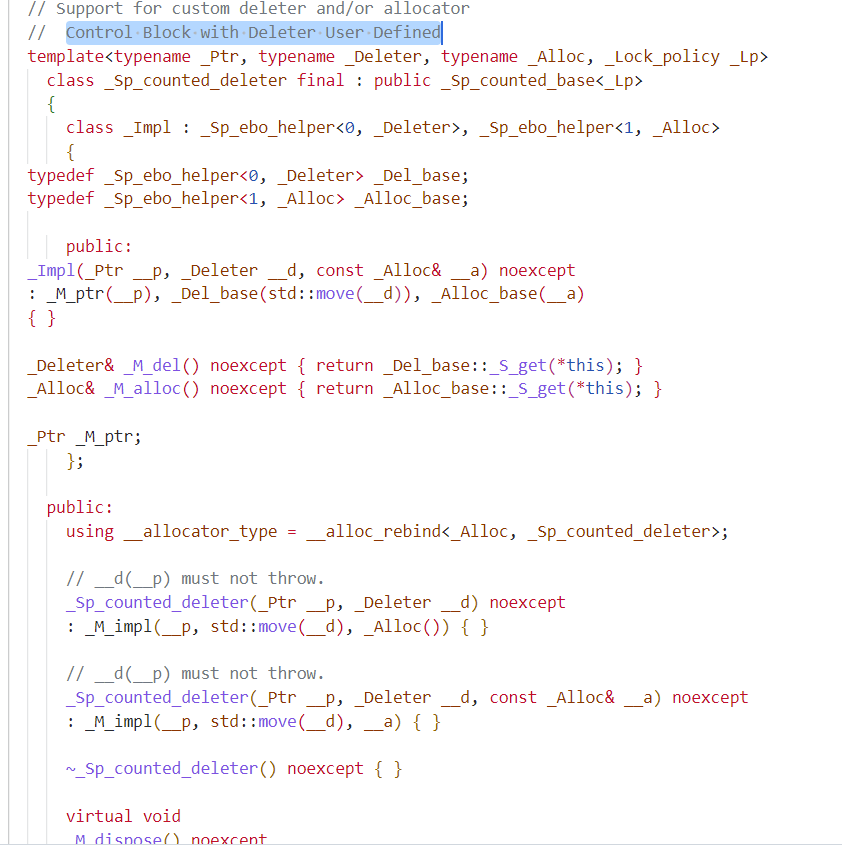 // Support for custom deleter and/or allocator
// Control Block with Deleter User Defined
template<typename _Ptr, typename _Deleter, typename _Alloc, _Lock_policy _Lp>
class _Sp_counted_deleter final : public _Sp_counted_base<_Lp>
{
class _Impl : _Sp_ebo_helper<0, _Deleter>, _Sp_ebo_helper<1, _Alloc>
{
typedef _Sp_ebo_helper<0, _Deleter> _Del_base;
typedef _Sp_ebo_helper<1, _Alloc> _Alloc_base;
public:
_Impl(_Ptr __p, _Deleter __d, const _Alloc& __a) noexcept
: _M_ptr(__p), _Del_base(std::move(__d)), _Alloc_base(__a)
{ }
_Deleter& _M_del() noexcept { return _Del_base::_S_get(*this); }
_Alloc& _M_alloc() noexcept { return _Alloc_base::_S_get(*this); }
_Ptr _M_ptr;
};
public:
using __allocator_type = __alloc_rebind<_Alloc, _Sp_counted_deleter>;
// __d(__p) must not throw.
_Sp_counted_deleter(_Ptr __p, _Deleter __d) noexcept
: _M_impl(__p, std::move(__d), _Alloc()) { }
// __d(__p) must not throw.
_Sp_counted_deleter(_Ptr __p, _Deleter __d, const _Alloc& __a) noexcept
: _M_impl(__p, std::move(__d), __a) { }
~_Sp_counted_deleter() noexcept { }
virtual void
_M_dispose() noexcept